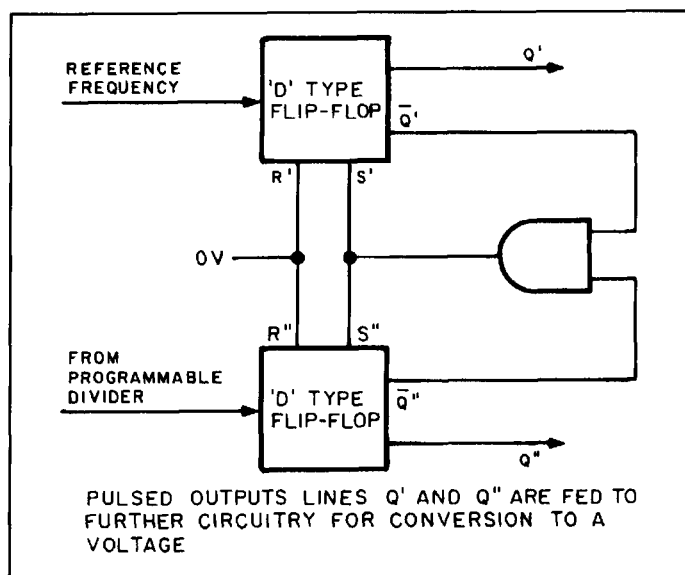 REFERENCE
FREQUENCY
'D' TYPE
FLIP-FLOP
Q'
Q̅'
R'
S'
0V
R"
S"
FROM
PROGRAMMABLE
DIVIDER
'D' TYPE
FLIP-FLOP
Q̅"
Q"
PULSED OUTPUTS LINES Q' AND Q" ARE FED TO
FURTHER CIRCUITRY FOR CONVERSION TO A
VOLTAGE